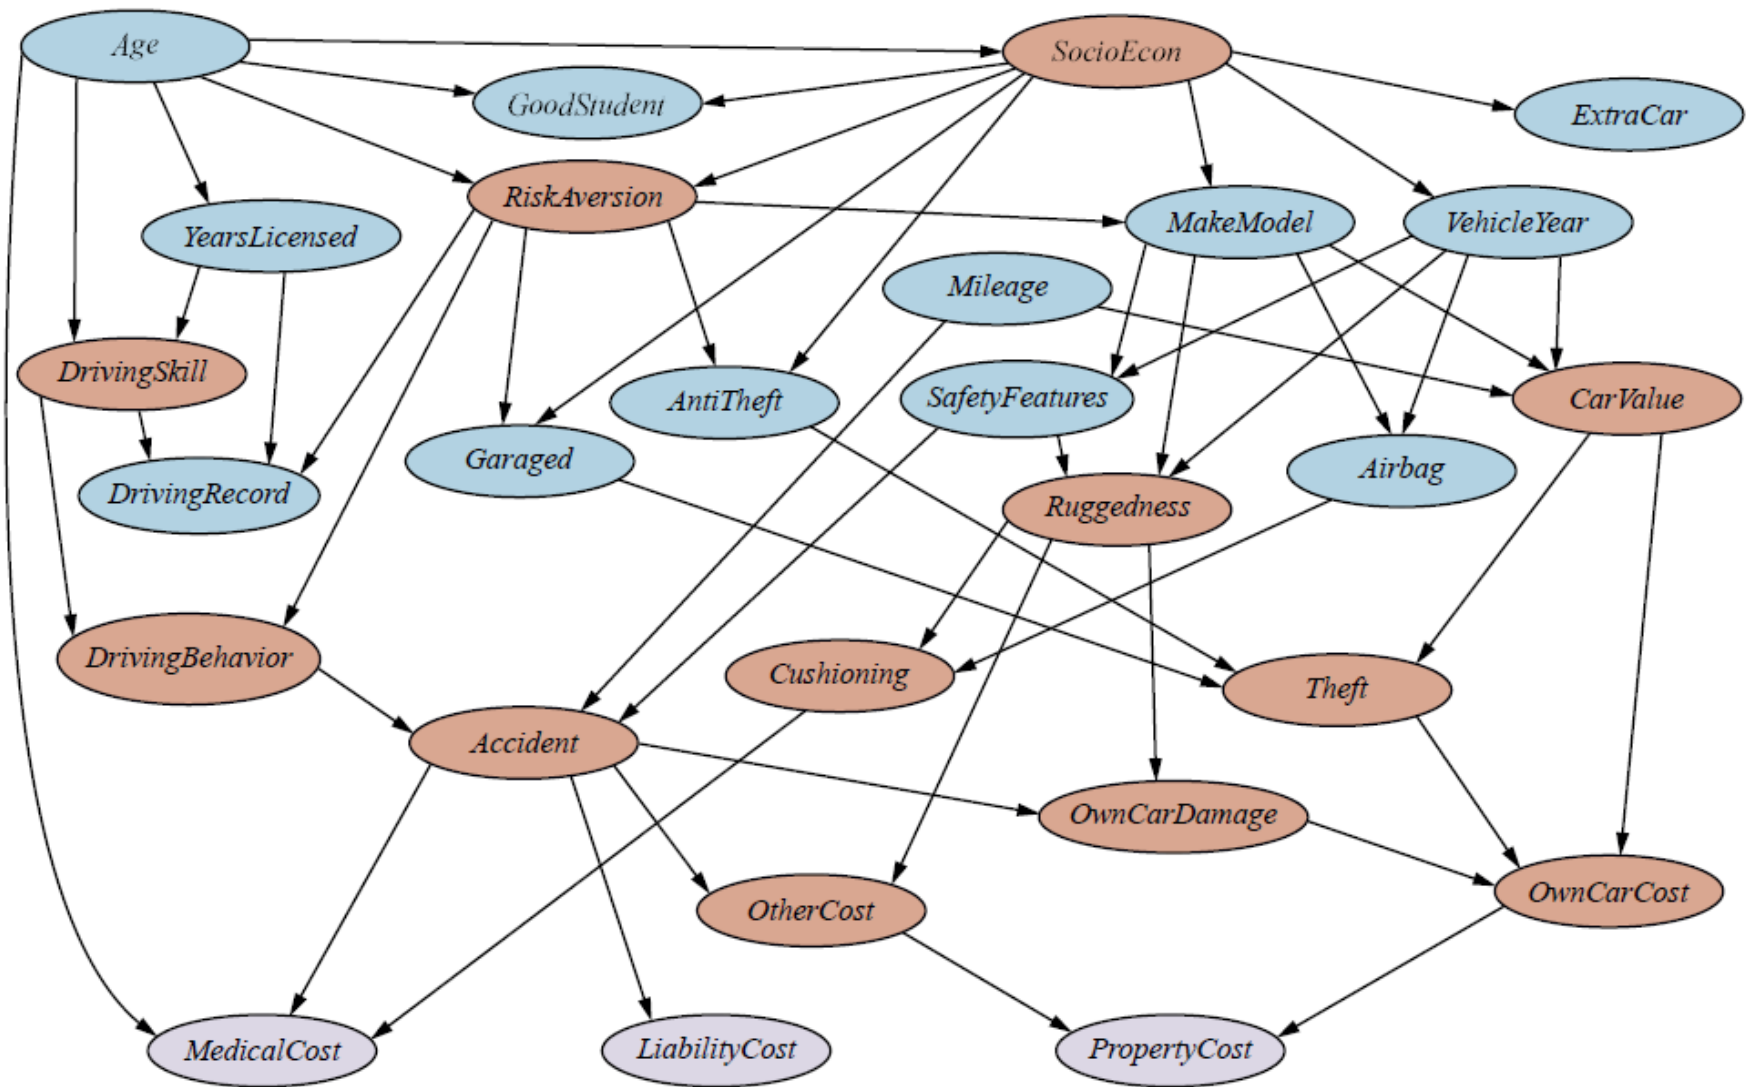 Age
SocioEcon
GoodStudent
ExtraCar
RiskAversion
YearsLicensed
MakeModel
VehicleYear
Mileage
DrivingSkill
AntiTheft
SafetyFeatures
CarValue
Garaged
Airbag
DrivingRecord
Ruggedness
DrivingBehavior
Cushioning
Theft
Accident
OwnCarDamage
OtherCost
OwnCarCost
MedicalCost
LiabilityCost
PropertyCost